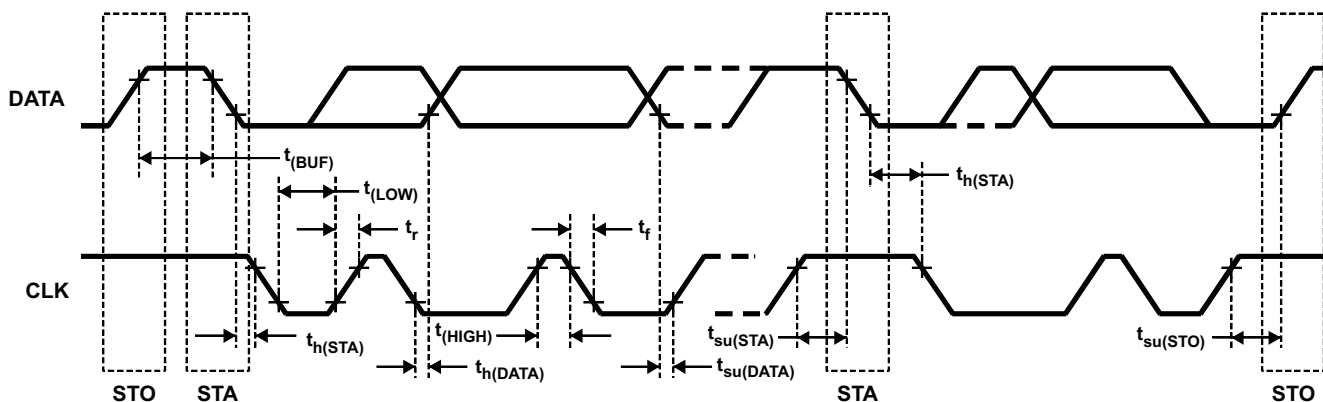 DATA
t(BUF)
t(LOW)
tr
tf
th(STA)
CLK
th(STA)
t(HIGH)
th(DATA)
tsu(DATA)
tsu(STA)
tsu(STO)
STO STA STA STO